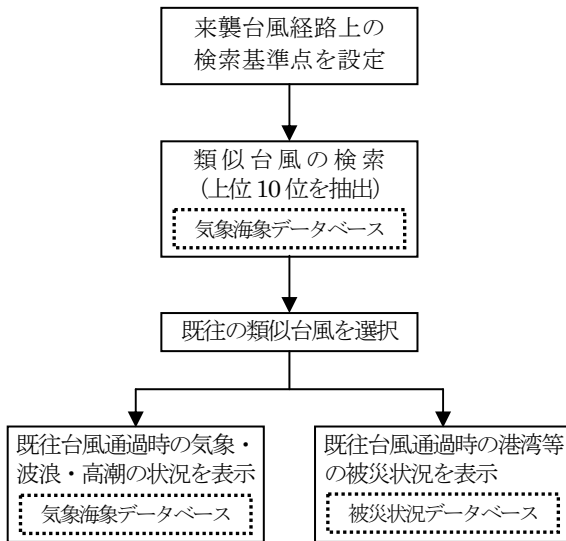 来襲台風経路上の
検索基準点を設定
類似台風の検索
（上位 10 位を抽出）
気象海象データベース
既往の類似台風を選択
既往台風通過時の気象・
波浪・高潮の状況を表示
気象海象データベース
既往台風通過時の港湾等
の被災状況を表示
被災状況データベース